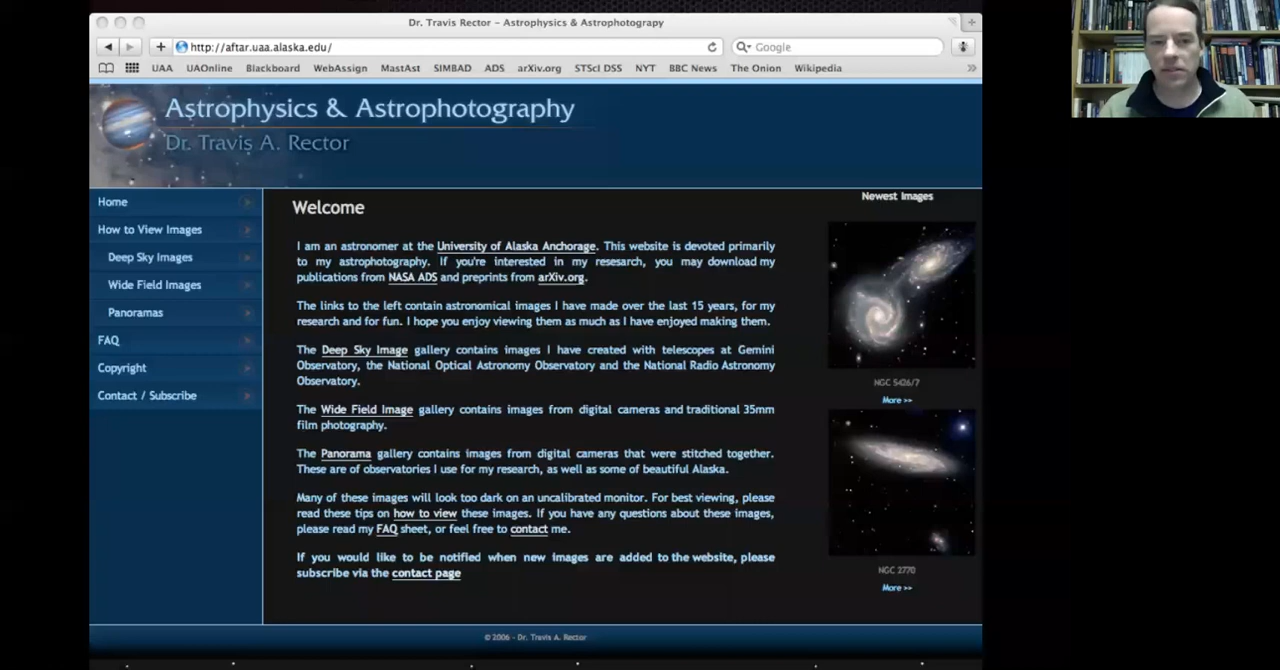 Dr. Travis Rector – Astrophysics & Astrophotograpy
http://aftar.uaa.alaska.edu/
Google
UAA UAOnline Blackboard WebAssign MastAst SIMBAD ADS arXiv.org STScI DSS NYT BBC News The Onion Wikipedia
Astrophysics & Astrophotography
Dr. Travis A. Rector
Home
How to View Images
Deep Sky Images
Wide Field Images
Panoramas
FAQ
Copyright
Contact / Subscribe
Welcome
I am an astronomer at the University of Alaska Anchorage. This website is devoted primarily
to my astrophotography. If you're interested in my research, you may download my
publications from NASA ADS and preprints from arXiv.org.
The links to the left contain astronomical images I have made over the last 15 years, for my
research and for fun. I hope you enjoy viewing them as much as I have enjoyed making them.
The Deep Sky Image gallery contains images I have created with telescopes at Gemini
Observatory, the National Optical Astronomy Observatory and the National Radio Astronomy
Observatory.
The Wide Field Image gallery contains images from digital cameras and traditional 35mm
film photography.
The Panorama gallery contains images from digital cameras that were stitched together.
These are of observatories I use for my research, as well as some of beautiful Alaska.
Many of these images will look too dark on an uncalibrated monitor. For best viewing, please
read these tips on how to view these images. If you have any questions about these images,
please read my FAQ sheet, or feel free to contact me.
If you would like to be notified when new images are added to the website, please
subscribe via the contact page
Newest Images
NGC 5426/7
More >>
NGC 2770
More >>
© 2006 - Dr. Travis A. Rector